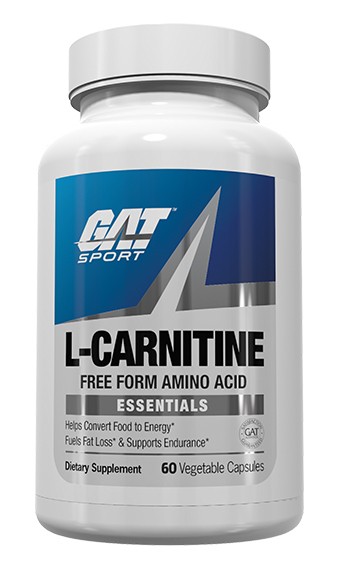 GAT
SPORT
L-CARNITINE
FREE FORM AMINO ACID
ESSENTIALS
Helps Convert Food to Energy*
Fuels Fat Loss* & Supports Endurance*
GAT
Dietary Supplement
60 Vegetable Capsules